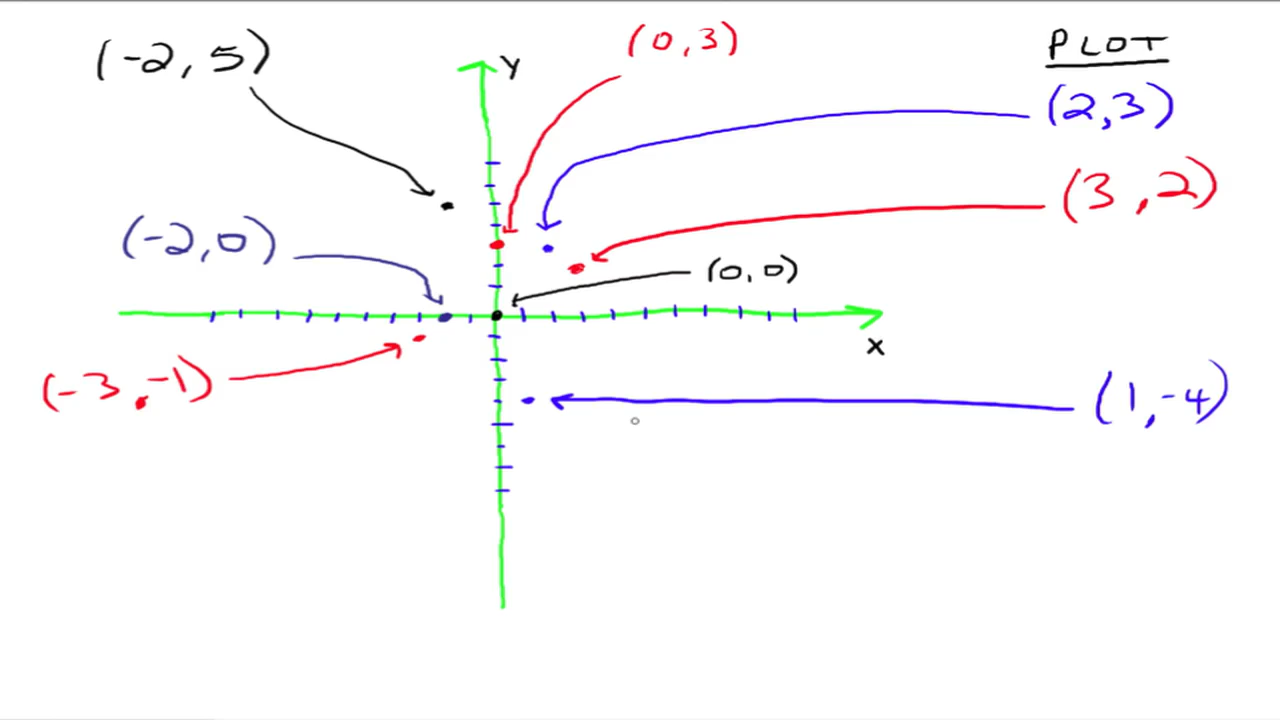 PLOT
(-2, 5)
(0, 3)
Y
(2,3)
(3,2)
(-2,0)
(0,0)
X
(-3,-1)
(1,-4)